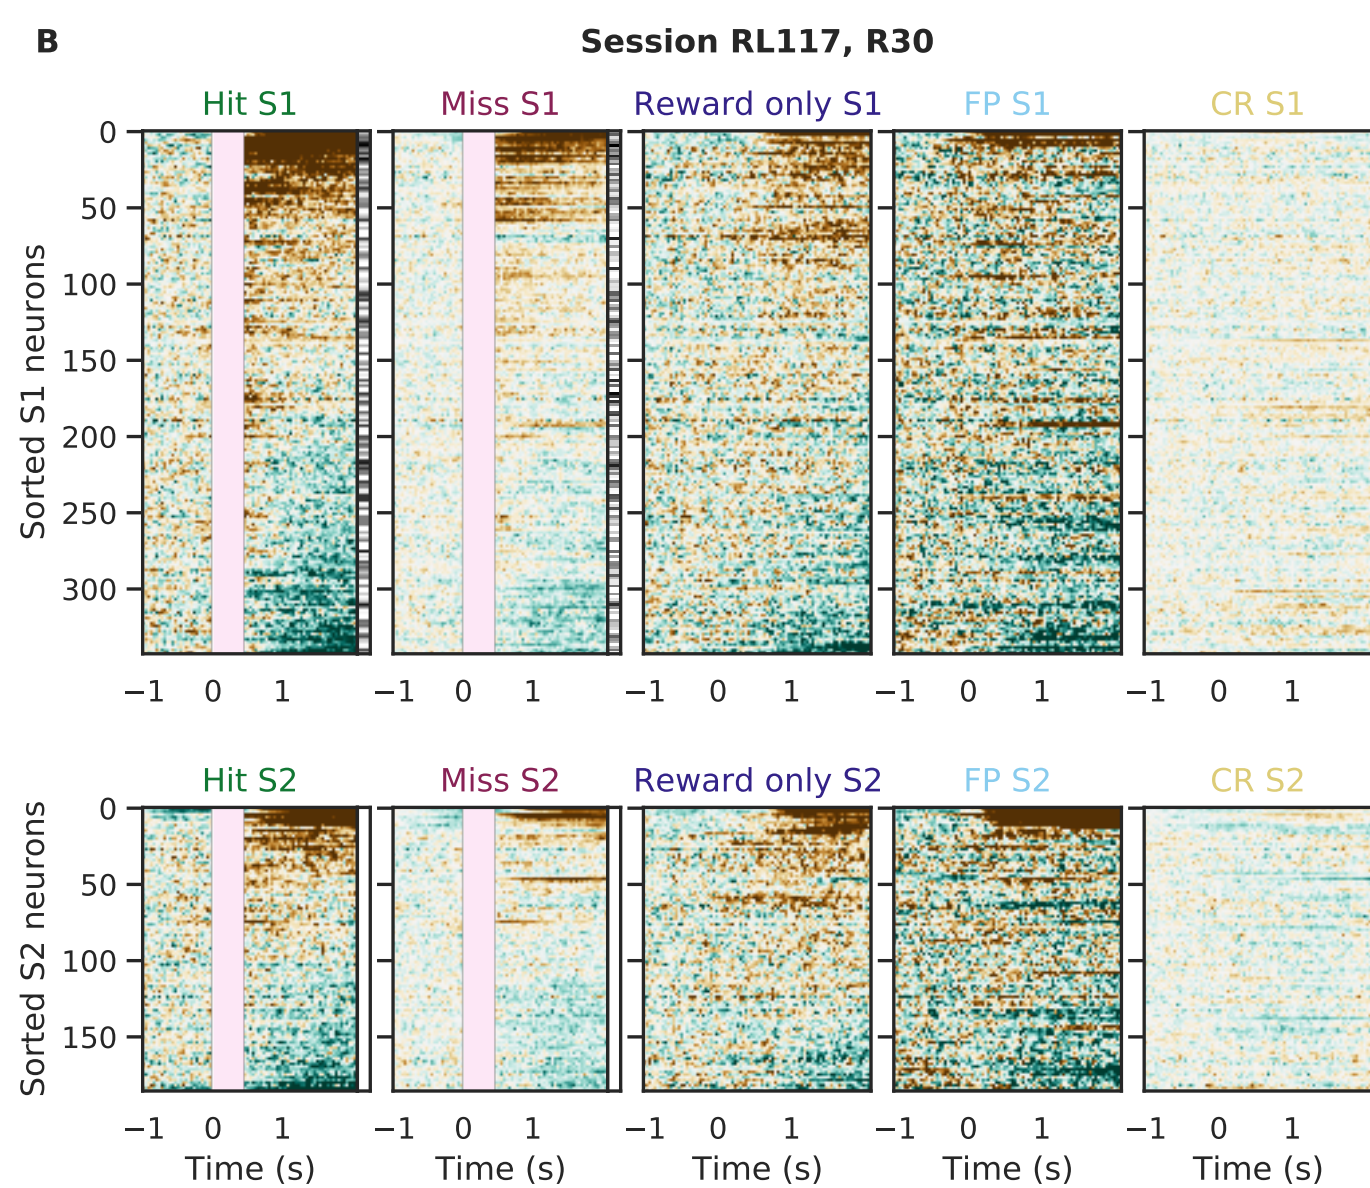 B
Session RL117, R30
Hit S1 Miss S1 Reward only S1 FP S1 CR S1
Sorted S1 neurons
0
50
100
150
200
250
300
−1 0 1 −1 0 1 −1 0 1 −1 0 1 −1 0 1
Hit S2 Miss S2 Reward only S2 FP S2 CR S2
Sorted S2 neurons
0
50
100
150
−1 0 1 −1 0 1 −1 0 1 −1 0 1 −1 0 1
Time (s) Time (s) Time (s) Time (s) Time (s)